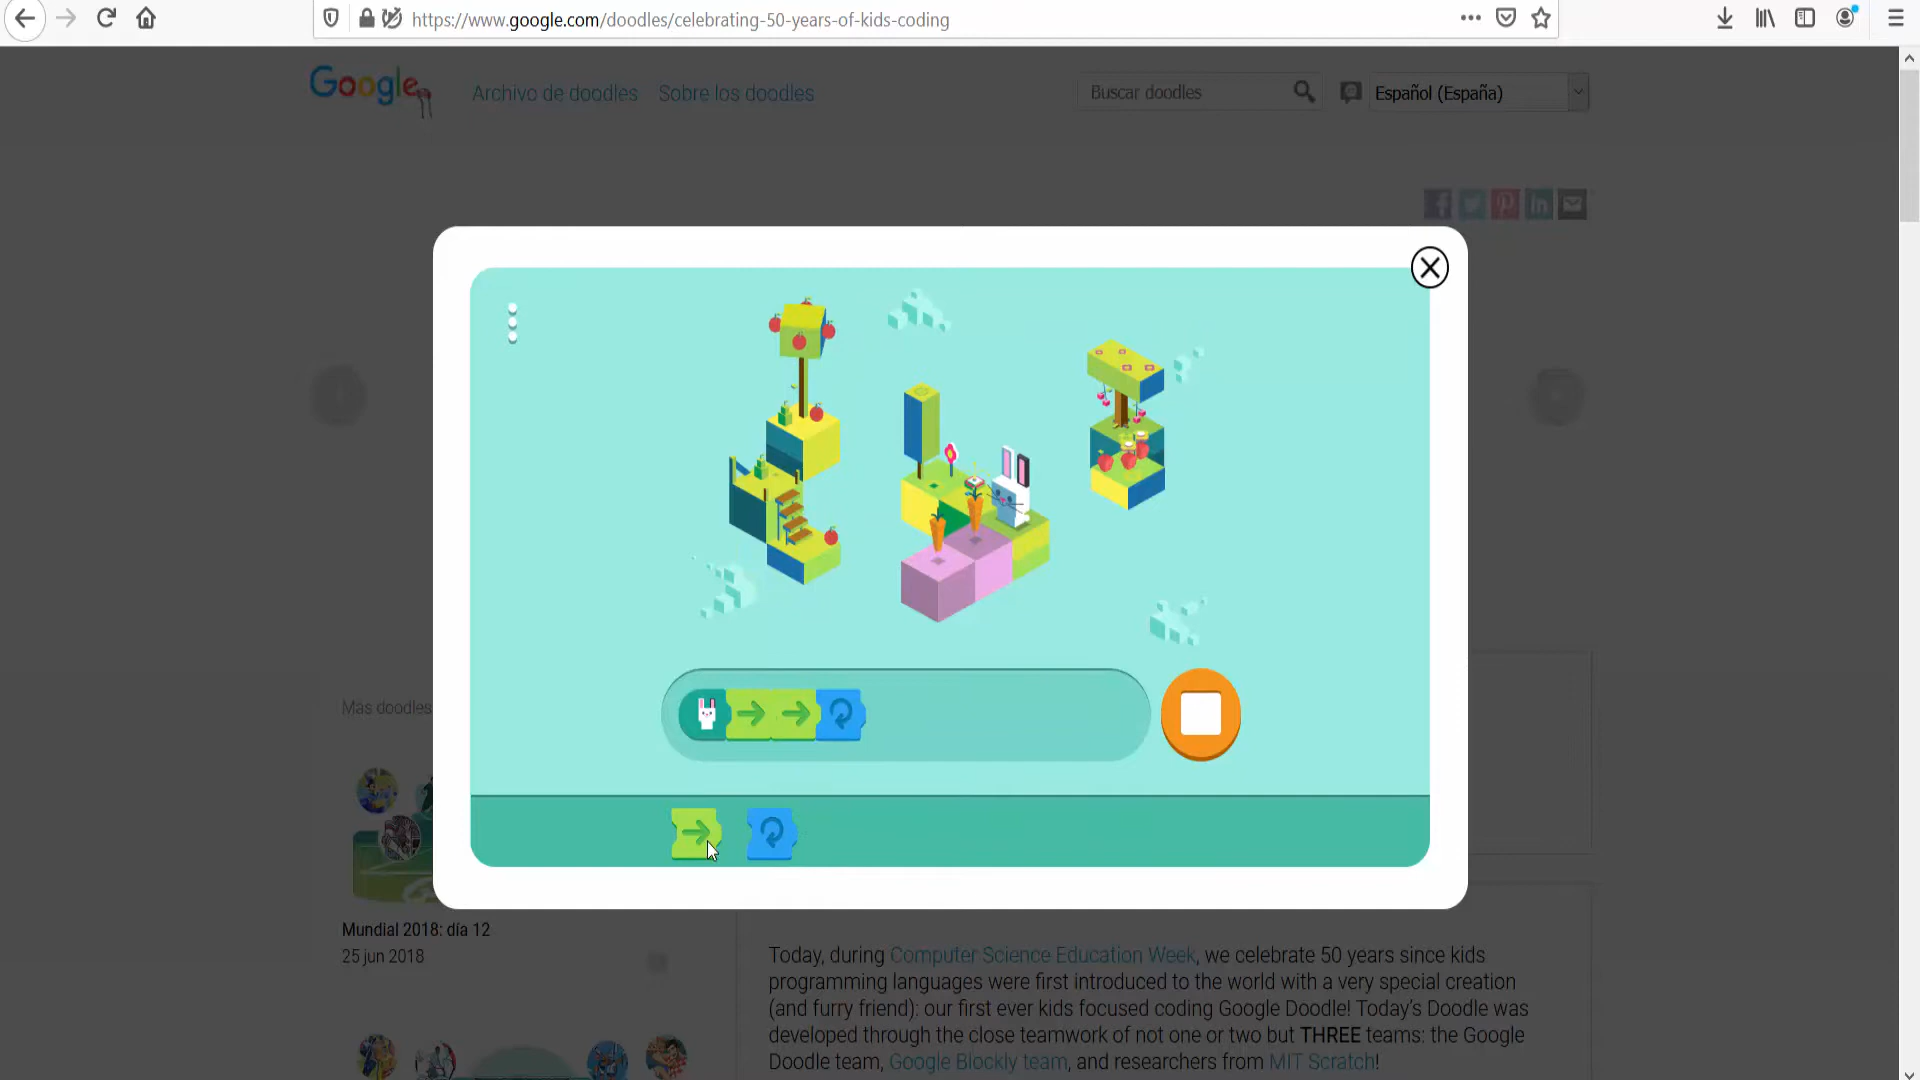 https://www.google.com/doodles/celebrating-50-years-of-kids-coding
Google
Archivo de doodles
Sobre los doodles
Buscar doodles
Español (España)
Más doodles
Mundial 2018: día 12
25 jun 2018
Today, during Computer Science Education Week, we celebrate 50 years since kids
programming languages were first introduced to the world with a very special creation
(and furry friend): our first ever kids focused coding Google Doodle! Today's Doodle was
developed through the close teamwork of not one or two but THREE teams: the Google
Doodle team, Google Blockly team, and researchers from MIT Scratch!